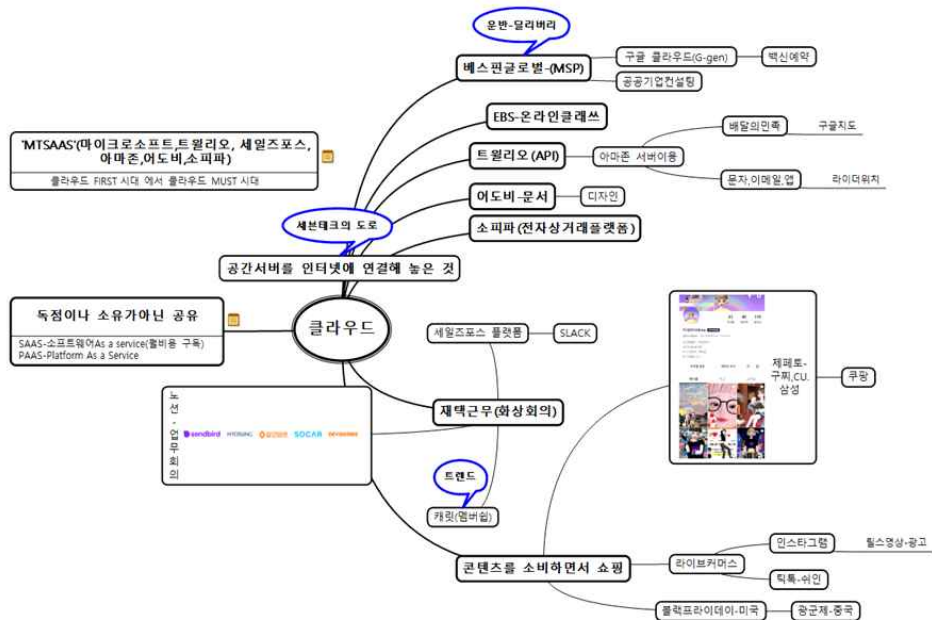 운반-딜리버리
베스핀글로벌-(MSP)
구글 클라우드(G-gen)
백신예약
공공기업컨설팅
EBS-온라인클래쓰
트윌리오(API)
아마존 서버이용
배달의민족
구글지도
문자,이메일,앱
라이더위치
어도비-문서
디자인
소피파(전자상거래플랫폼)
세븐테크의 도로
공간서버를 인터넷에 연결해 놓은 것
"MTSAAS"(마이크로소프트,트윌리오, 세일즈포스,
아마존,어도비,소피파)
클라우드 FIRST 시대 에서 클라우드 MUST 시대
독점이나 소유가아닌 공유
SAAS-소프트웨어As a service(월비용 구독)
PAAS-Platform As a Service
클라우드
세일즈포스 플랫폼
SLACK
재택근무(화상회의)
노션-업무회의
sendbird
SOCAR
트렌드
캐릿(멤버쉽)
제페토-
구찌,CU.
삼성
쿠팡
콘텐츠를 소비하면서 쇼핑
라이브커머스
인스타그램
릴스영상-광고
틱톡-쉬인
블랙프라이데이-미국
광군제-중국